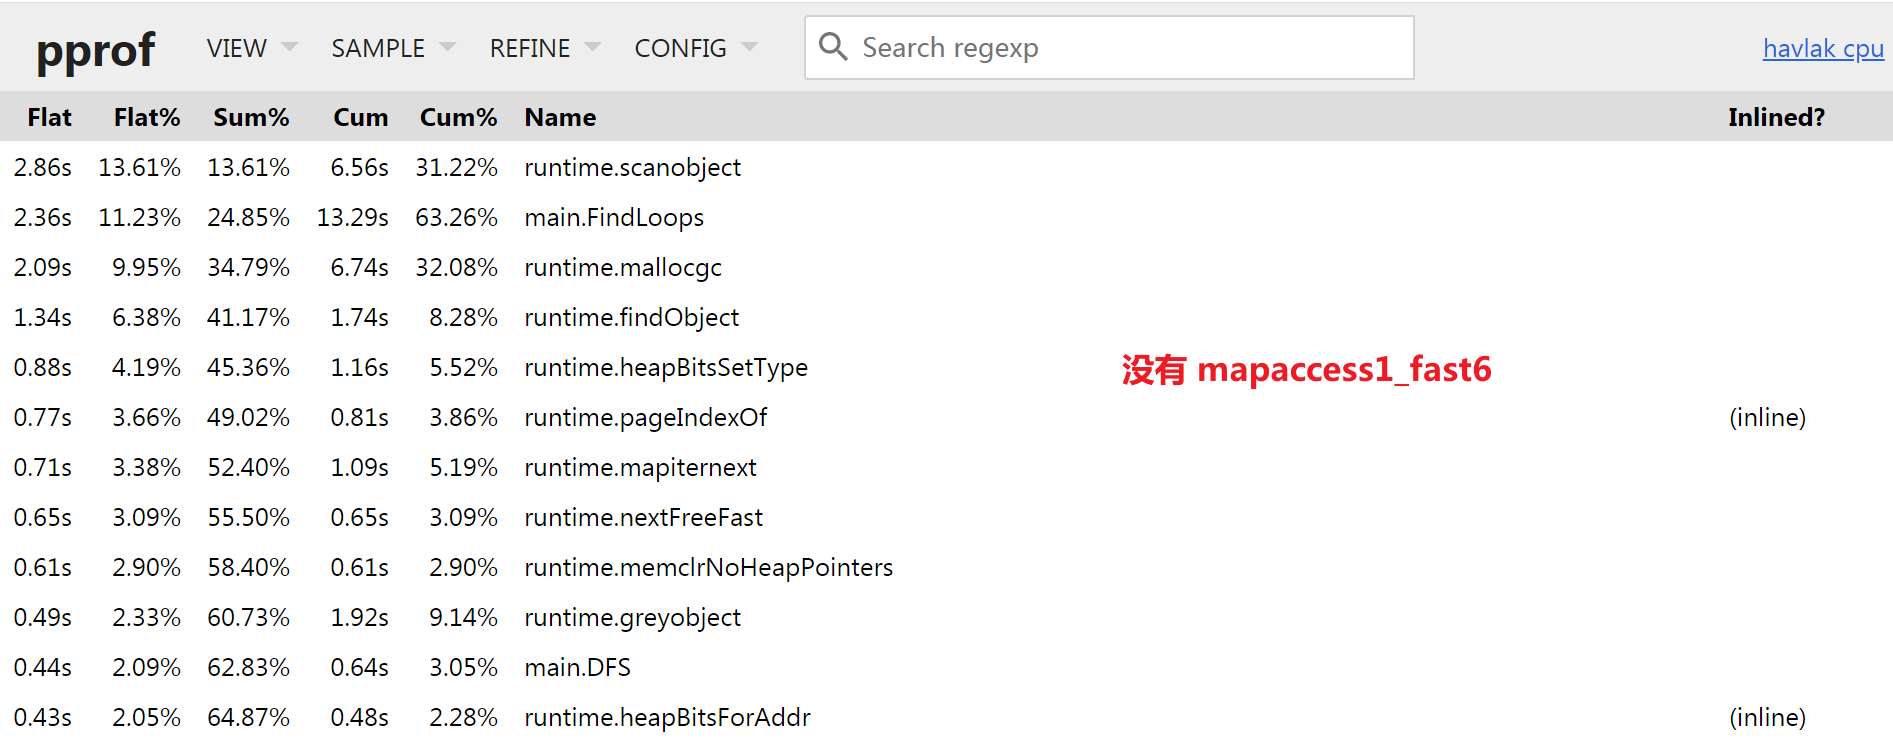 pprof VIEW SAMPLE REFINE CONFIG Search regexp havlak cpu
Flat Flat% Sum% Cum Cum% Name Inlined?
2.86s 13.61% 13.61% 6.56s 31.22% runtime.scanobject
2.36s 11.23% 24.85% 13.29s 63.26% main.FindLoops
2.09s 9.95% 34.79% 6.74s 32.08% runtime.mallocgc
1.34s 6.38% 41.17% 1.74s 8.28% runtime.findObject
0.88s 4.19% 45.36% 1.16s 5.52% runtime.heapBitsSetType 没有 mapaccess1_fast6
0.77s 3.66% 49.02% 0.81s 3.86% runtime.pageIndexOf (inline)
0.71s 3.38% 52.40% 1.09s 5.19% runtime.mapiternext
0.65s 3.09% 55.50% 0.65s 3.09% runtime.nextFreeFast
0.61s 2.90% 58.40% 0.61s 2.90% runtime.memclrNoHeapPointers
0.49s 2.33% 60.73% 1.92s 9.14% runtime.greyobject
0.44s 2.09% 62.83% 0.64s 3.05% main.DFS
0.43s 2.05% 64.87% 0.48s 2.28% runtime.heapBitsForAddr (inline)